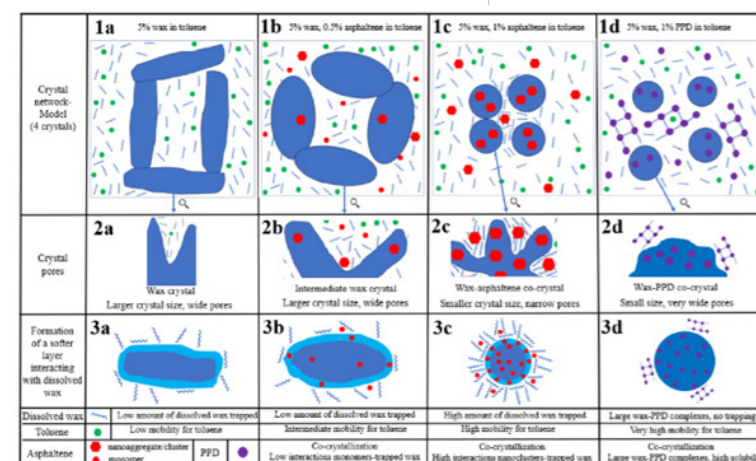 1a 5% wax in toluene
1b 5% wax, 0.5% asphaltene in toluene
1c 5% wax, 1% asphaltene in toluene
1d 5% wax, 1% PPD in toluene
Crystal
network-
Model
(4 crystals)
2a
2b
2c
2d
Crystal
pores
Wax crystal
Larger crystal size, wide pores
Intermediate wax crystal
Larger crystal size, wide pores
Wax-asphaltene co-crystal
Smaller crystal size, narrow pores
Wax-PPD co-crystal
Small size, very wide pores
Formation
of a softer
layer
interacting
with dissolved
wax
3a
3b
3c
3d
Dissolved wax Low amount of dissolved wax trapped Low amount of dissolved wax trapped High amount of dissolved wax trapped Large wax-PPD complexes, no trapping
Toluene Low mobility for toluene Intermediate mobility for toluene High mobility for toluene Very high mobility for toluene
Asphaltene nanoaggregate/cluster PPD Co-crystallization Co-crystallization Co-crystallization
monomer Low interactions monomers-trapped wax High interactions nanoclusters-trapped wax Large wax-PPD complexes, high